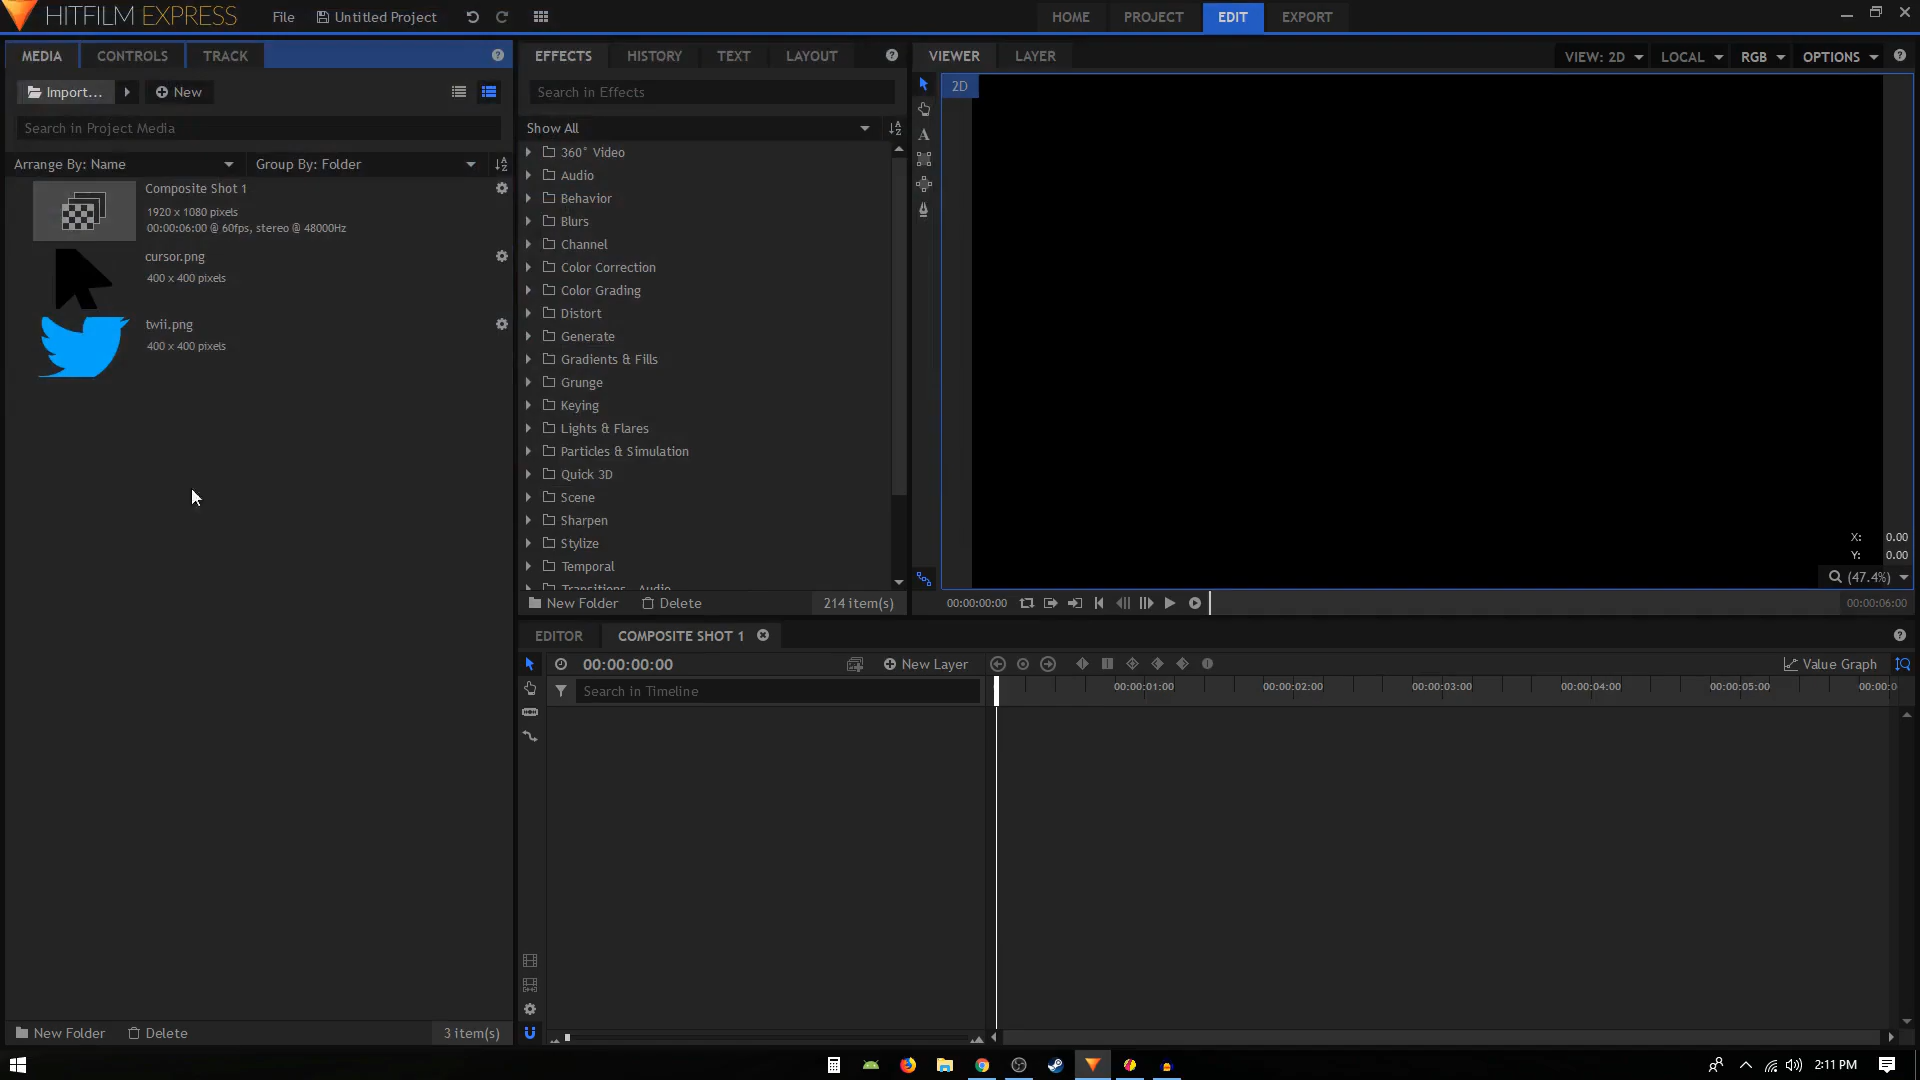 HITFILM EXPRESS
File
Untitled Project
HOME
PROJECT
EDIT
EXPORT
MEDIA
CONTROLS
TRACK
Import...
New
Search in Project Media
Arrange By: Name
Group By: Folder
Composite Shot 1
1920 x 1080 pixels
00:00:06:00 @ 60fps, stereo @ 48000Hz
cursor.png
400 x 400 pixels
twii.png
400 x 400 pixels
New Folder
Delete
3 item(s)
EFFECTS
HISTORY
TEXT
LAYOUT
Search in Effects
Show All
360° Video
Audio
Behavior
Blurs
Channel
Color Correction
Color Grading
Distort
Generate
Gradients & Fills
Grunge
Keying
Lights & Flares
Particles & Simulation
Quick 3D
Scene
Sharpen
Stylize
Temporal
Transitions - Audio
New Folder
Delete
214 item(s)
VIEWER
LAYER
VIEW: 2D
LOCAL
RGB
OPTIONS
2D
A
X: 0.00
Y: 0.00
(47.4%)
00:00:00:00
00:00:06:00
EDITOR
COMPOSITE SHOT 1
00:00:00:00
New Layer
Value Graph
Search in Timeline
00:00:01:00
00:00:02:00
00:00:03:00
00:00:04:00
00:00:05:00
00:00:0
2:11 PM